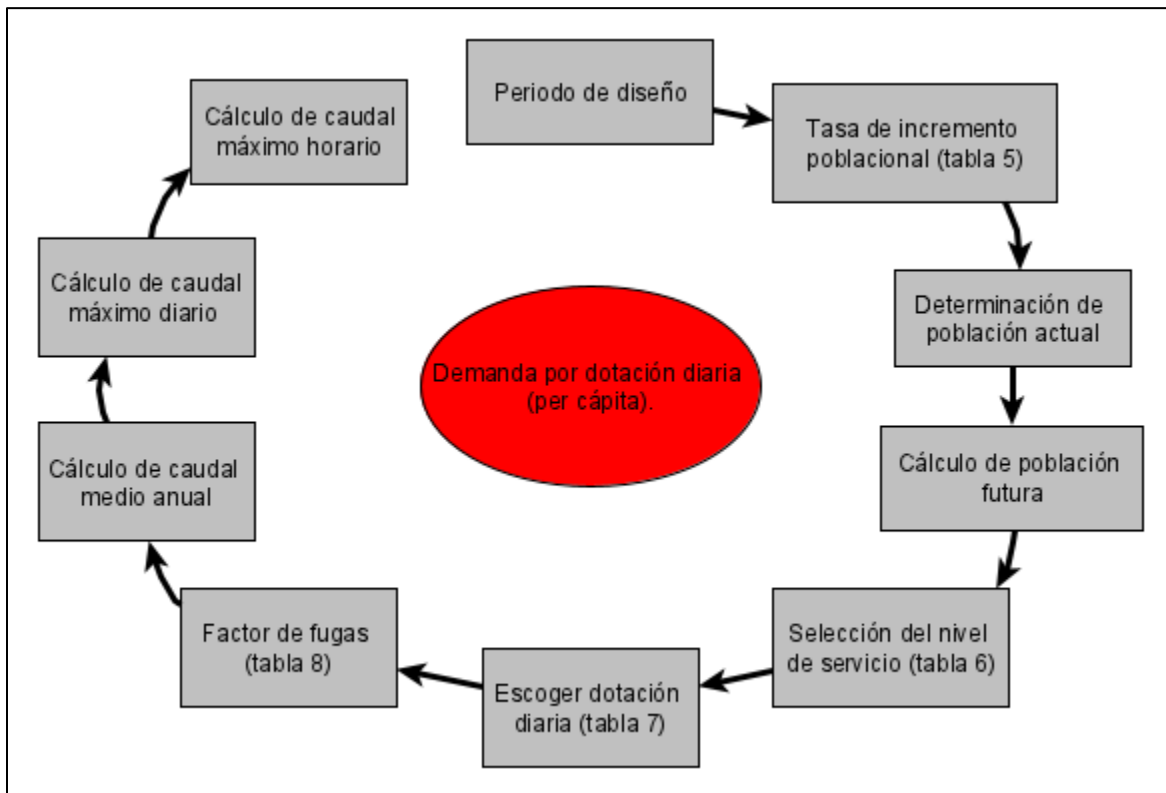 Periodo de diseño
Tasa de incremento
poblacional (tabla 5)
Determinación de
población actual
Cálculo de población
futura
Selección del nivel
de servicio (tabla 6)
Escoger dotación
diaria (tabla 7)
Factor de fugas
(tabla 8)
Cálculo de caudal
medio anual
Cálculo de caudal
máximo diario
Cálculo de caudal
máximo horario
Demanda por dotación diaria
(per cápita).